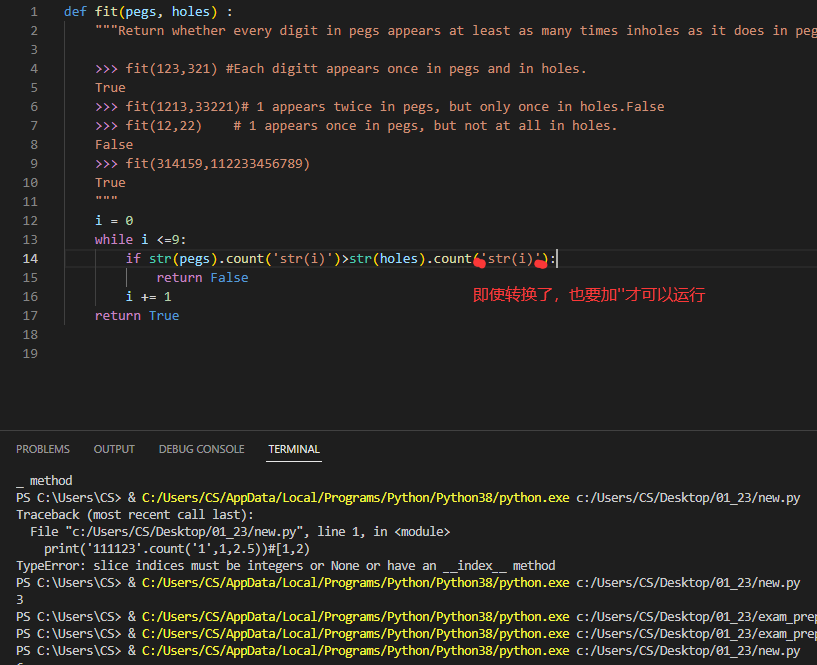 1 def fit(pegs, holes) :
2 """Return whether every digit in pegs appears at least as many times inholes as it does in peg
3
4 >>> fit(123,321) #Each digitt appears once in pegs and in holes.
5 True
6 >>> fit(1213,33221)# 1 appears twice in pegs, but only once in holes.False
7 >>> fit(12,22) # 1 appears once in pegs, but not at all in holes.
8 False
9 >>> fit(314159,112233456789)
10 True
11 """
12 i = 0
13 while i <=9:
14 if str(pegs).count('str(i)')>str(holes).count('str(i)'):
15 return False
即使转换了，也要加''才可以运行
16 i += 1
17 return True
18
19
PROBLEMS OUTPUT DEBUG CONSOLE TERMINAL
_ method
PS C:\Users\CS> & C:/Users/CS/AppData/Local/Programs/Python/Python38/python.exe c:/Users/CS/Desktop/01_23/new.py
Traceback (most recent call last):
File "c:/Users/CS/Desktop/01_23/new.py", line 1, in <module>
print('111123'.count('1',1,2.5))#[1,2)
TypeError: slice indices must be integers or None or have an __index__ method
PS C:\Users\CS> & C:/Users/CS/AppData/Local/Programs/Python/Python38/python.exe c:/Users/CS/Desktop/01_23/new.py
3
PS C:\Users\CS> & C:/Users/CS/AppData/Local/Programs/Python/Python38/python.exe c:/Users/CS/Desktop/01_23/exam_prep
PS C:\Users\CS> & C:/Users/CS/AppData/Local/Programs/Python/Python38/python.exe c:/Users/CS/Desktop/01_23/exam_prep
PS C:\Users\CS> & C:/Users/CS/AppData/Local/Programs/Python/Python38/python.exe c:/Users/CS/Desktop/01_23/new.py